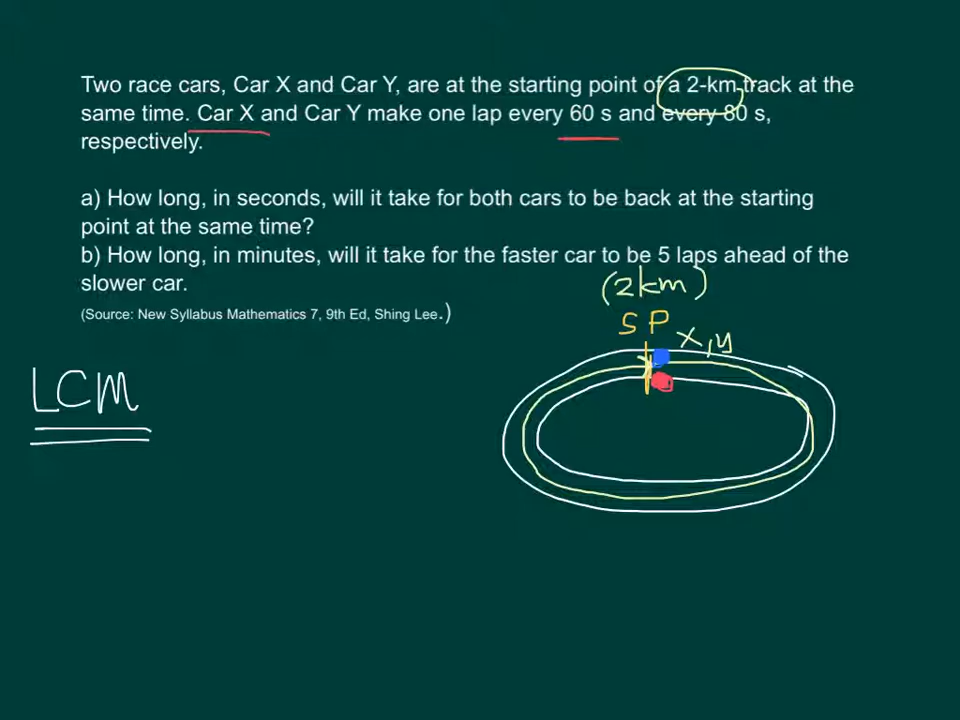 Two race cars, Car X and Car Y, are at the starting point of a 2-km track at the
same time. Car X and Car Y make one lap every 60 s and every 80 s,
respectively.
a) How long, in seconds, will it take for both cars to be back at the starting
point at the same time?
b) How long, in minutes, will it take for the faster car to be 5 laps ahead of the
slower car.
(Source: New Syllabus Mathematics 7, 9th Ed, Shing Lee.)
(2km)
SP
X,Y
LCM